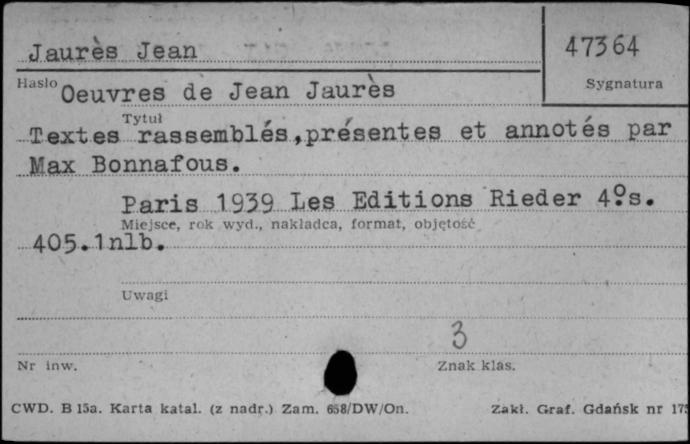 Jaurès Jean
47364
Hasło
Sygnatura
Oeuvres de Jean Jaurès
Tytuł
Textes rassemblés,présentes et annotés par
Max Bonnafous.
Paris 1939 Les Editions Rieder 4º.s.
Miejsce, rok wyd., nakładca, format, objętość
405.1nlb.
Uwagi
3
Nr inw.
Znak klas.
CWD. B 15a. Karta katal. (z nadr.) Zam. 658/DW/On.
Zakł. Graf. Gdańsk nr